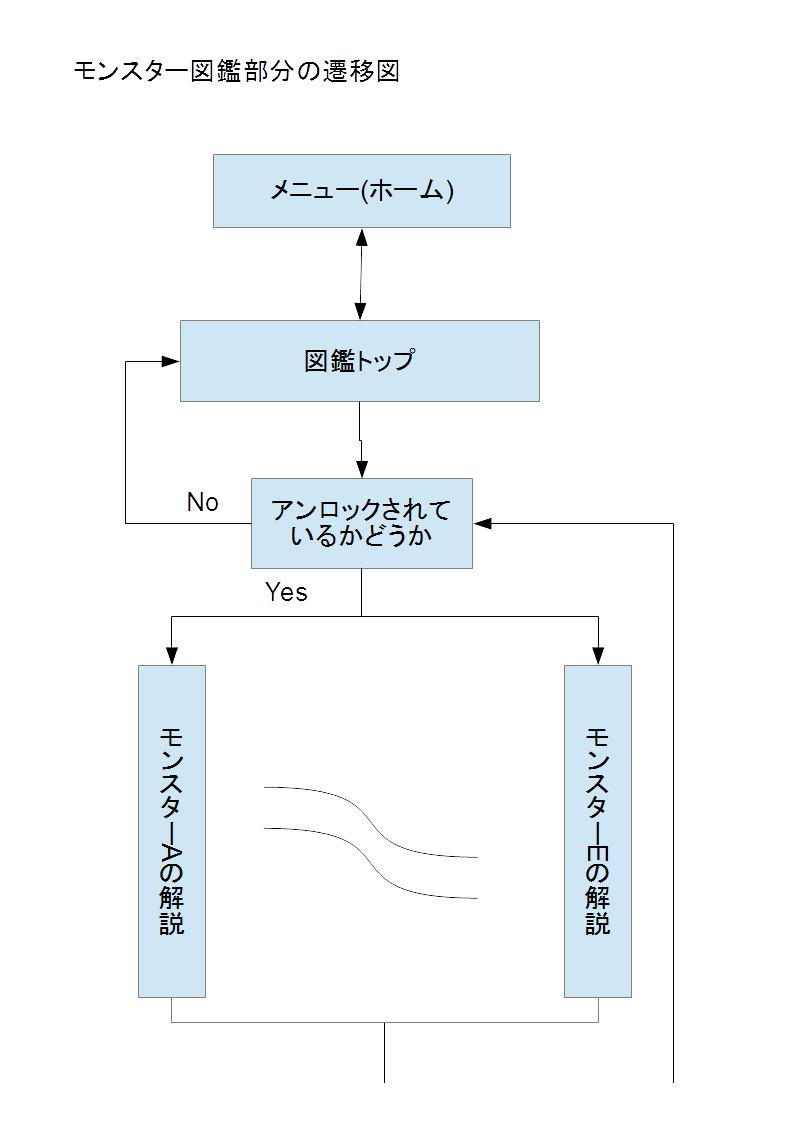 モンスター図鑑部分の遷移図
メニュー(ホーム)
図鑑トップ
No
アンロックされて
いるかどうか
Yes
モンスターAの解説
モンスターEの解説